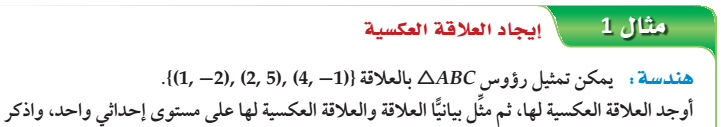 مثال 1 إيجاد العلاقة العكسية
هندسة: يمكن تمثيل رؤوس △ABC بالعلاقة {(1, −2), (2, 5), (4, −1)}.
أوجد العلاقة العكسية لها، ثم مثِّل بيانيًّا العلاقة والعلاقة العكسية لها على مستوى إحداثي واحد، واذكر